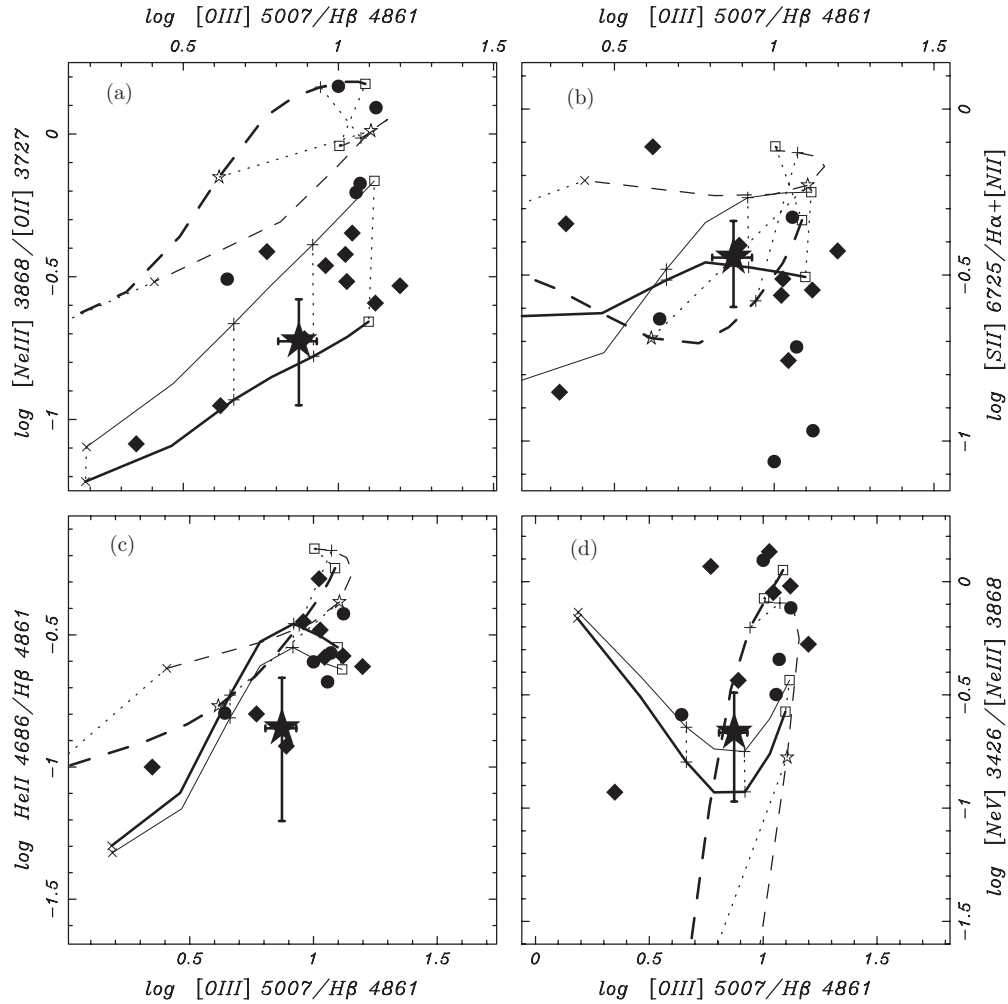 log [OIII] 5007/Hβ 4861
log [OIII] 5007/Hβ 4861
0.5 1 1.5
0.5 1 1.5
(a)
(b)
log [NeIII] 3868/[OII] 3727
0
−0.5
−1
0
−0.5
−1
log [SII] 6725/Hα+[NII]
(c)
(d)
log HeII 4686/Hβ 4861
−0.5
−1
−1.5
0
−0.5
−1
−1.5
log [NeV] 3426/[NeIII] 3868
0.5 1 1.5
0 0.5 1 1.5
log [OIII] 5007/Hβ 4861
log [OIII] 5007/Hβ 4861